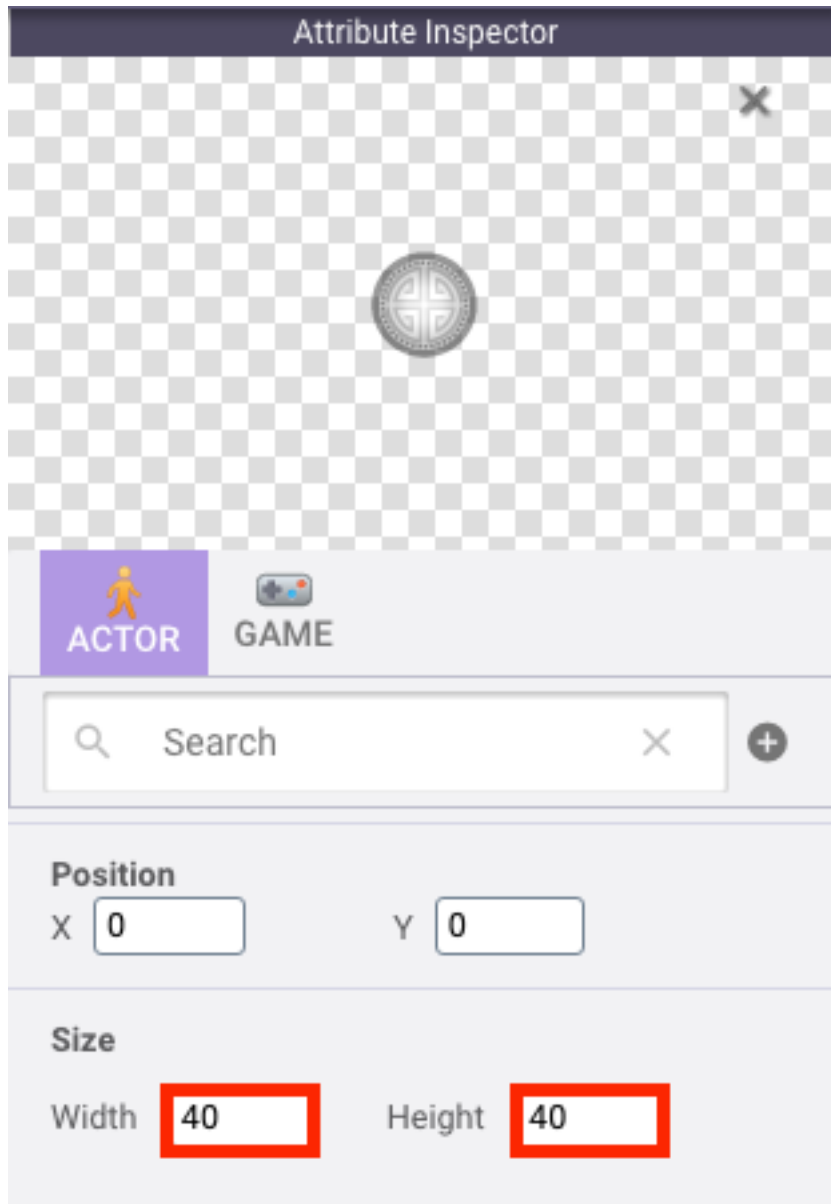 Attribute Inspector
ACTOR GAME
Search
Position
X 0 Y 0
Size
Width 40 Height 40